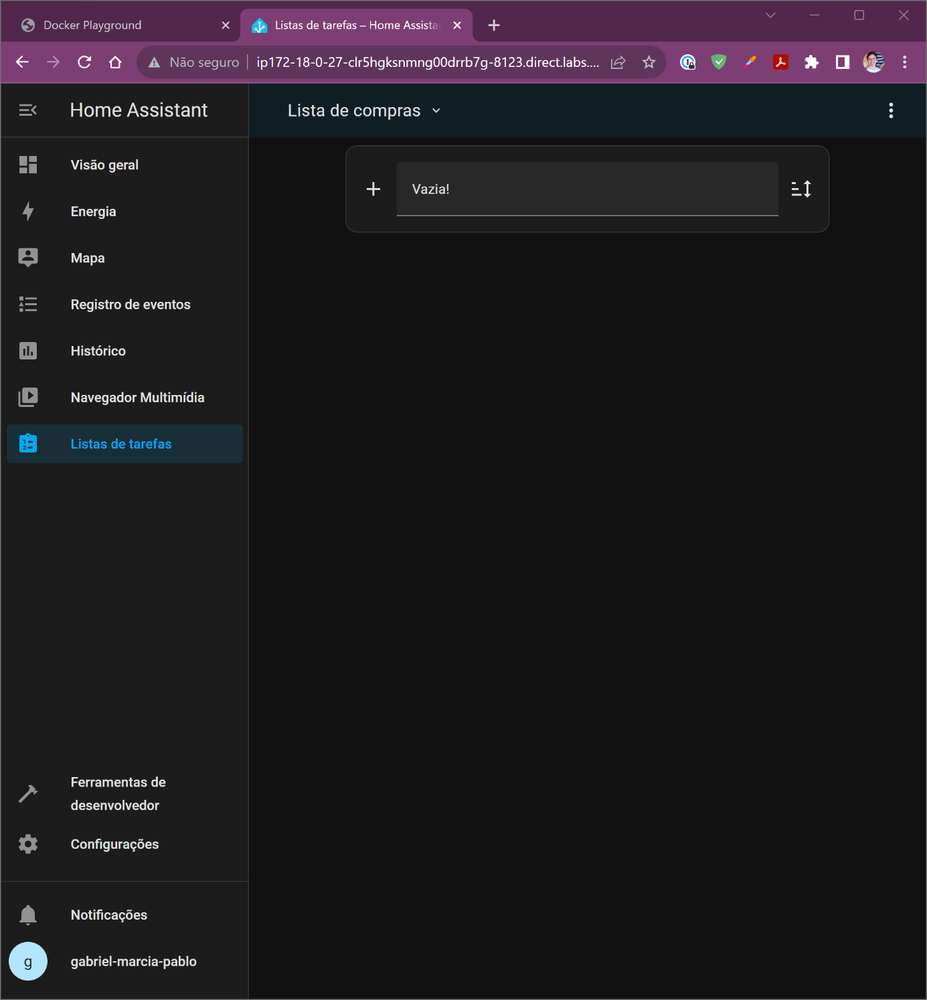 Docker Playground
Listas de tarefas – Home Assista
Não seguro
ip172-18-0-27-clr5hgksnmng00drrb7g-8123.direct.labs....
Home Assistant
Lista de compras
Visão geral
Vazia!
Energia
Mapa
Registro de eventos
Histórico
Navegador Multimídia
Listas de tarefas
Ferramentas de
desenvolvedor
Configurações
Notificações
g
gabriel-marcia-pablo